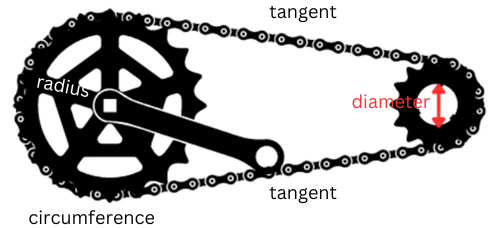 tangent
radius
diameter
tangent
circumference